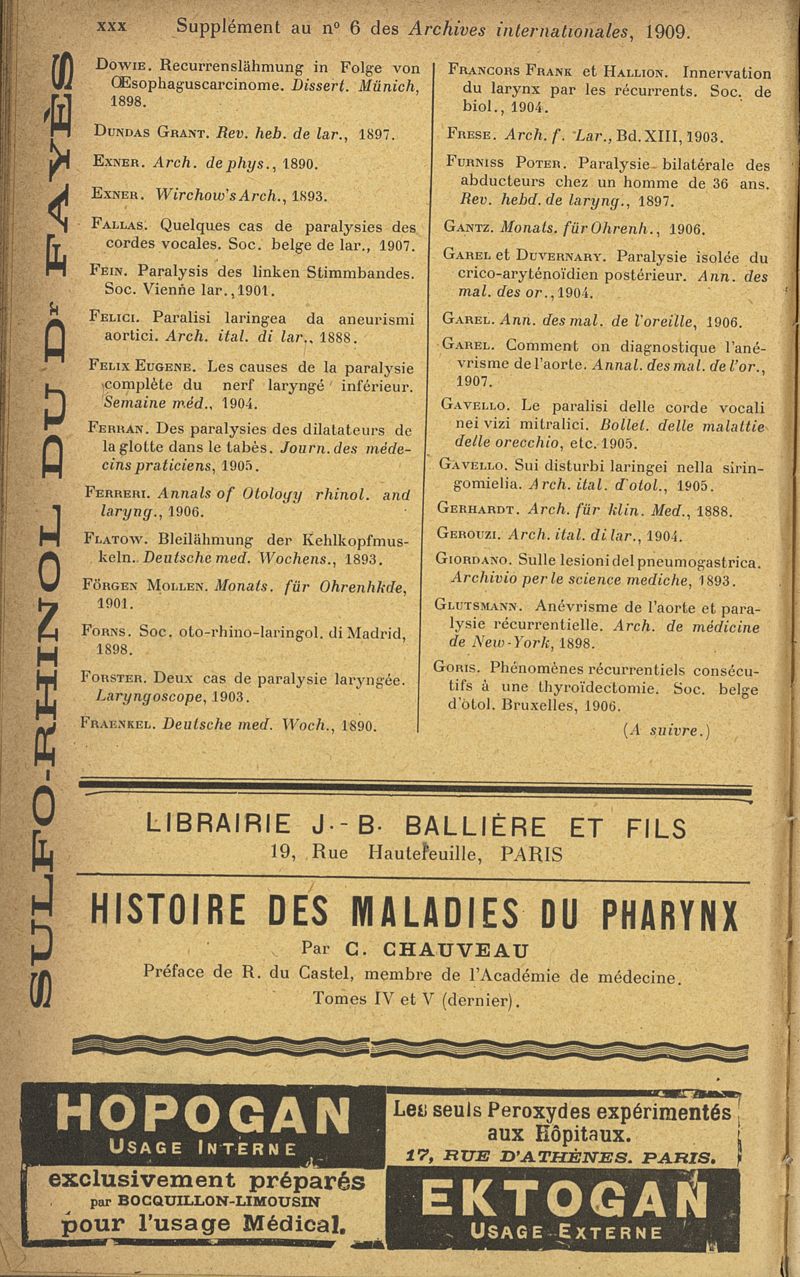 xxx Supplément au n° 6 des Archives internationales, 1909.
SULFO-RHINOL DU Dr FAYÈS
Dowie. Recurrenslähmung in Folge von
Œsophaguscarcinome. Dissert. Münich,
1898.
Dundas Grant. Rev. heb. de lar., 1897.
Exner. Arch. de phys., 1890.
Exner. Wirchow's Arch., 1893.
Fallas. Quelques cas de paralysies des
cordes vocales. Soc. belge de lar., 1907.
Fein. Paralysis des linken Stimmbandes.
Soc. Vienne lar., 1901.
Felici. Paralisi laringea da aneurismi
aortici. Arch. ital. di lar., 1888.
Felix Eugene. Les causes de la paralysie
complète du nerf laryngé inférieur.
Semaine méd., 1904.
Ferran. Des paralysies des dilatateurs de
la glotte dans le tabès. Journ. des méde-
cins praticiens, 1905.
Ferreri. Annals of Otology rhinol. and
laryng., 1906.
Flatow. Bleilähmung der Kehlkopfmus-
keln. Deutsche med. Wochens., 1893.
Förgen Mollen. Monats. für Ohrenhkde,
1901.
Forns. Soc. oto-rhino-laringol. di Madrid,
1898.
Forster. Deux cas de paralysie laryngée.
Laryngoscope, 1903.
Fraenkel. Deutsche med. Woch., 1890.
Francors Frank et Hallion. Innervation
du larynx par les récurrents. Soc. de
biol., 1904.
Frese. Arch. f. Lar., Bd. XIII, 1903.
Furniss Poter. Paralysie bilatérale des
abducteurs chez un homme de 36 ans.
Rev. hebd. de laryng., 1897.
Gantz. Monats. für Ohrenh., 1906.
Garel et Duvernary. Paralysie isolée du
crico-aryténoïdien postérieur. Ann. des
mal. des or., 1904.
Garel. Ann. des mal. de l'oreille, 1906.
Garel. Comment on diagnostique l'ané-
vrisme de l'aorte. Annal. des mal. de l'or.,
1907.
Gavello. Le paralisi delle corde vocali
nei vizi mitralici. Bollet. delle malattie
delle orecchio, etc. 1905.
Gavello. Sui disturbi laringei nella sirin-
gomielia. Arch. ital. d'otol., 1905.
Gerhardt. Arch. für klin. Med., 1888.
Gerouzi. Arch. ital. di lar., 1904.
Giordano. Sulle lesioni del pneumogastrica.
Archivio per le science mediche, 1893.
Glutsmann. Anévrisme de l'aorte et para-
lysie récurrentielle. Arch. de médicine
de New-York, 1898.
Goris. Phénomènes récurrentiels consécu-
tifs à une thyroïdectomie. Soc. belge
d'otol. Bruxelles, 1906.
(A suivre.)
LIBRAIRIE J.-B. BALLIÈRE ET FILS
19, Rue Hautefeuille, PARIS
HISTOIRE DES MALADIES DU PHARYNX
Par C. CHAUVEAU
Préface de R. du Castel, membre de l'Académie de médecine.
Tomes IV et V (dernier).
HOPOGAN
Usage Interne
Les seuls Peroxydes expérimentés
aux Hôpitaux.
17, RUE D'ATHÈNES. PARIS.
exclusivement préparés
par BOCQUILLON-LIMOUSIN
pour l'usage Médical.
EKTOGAN
Usage Externe